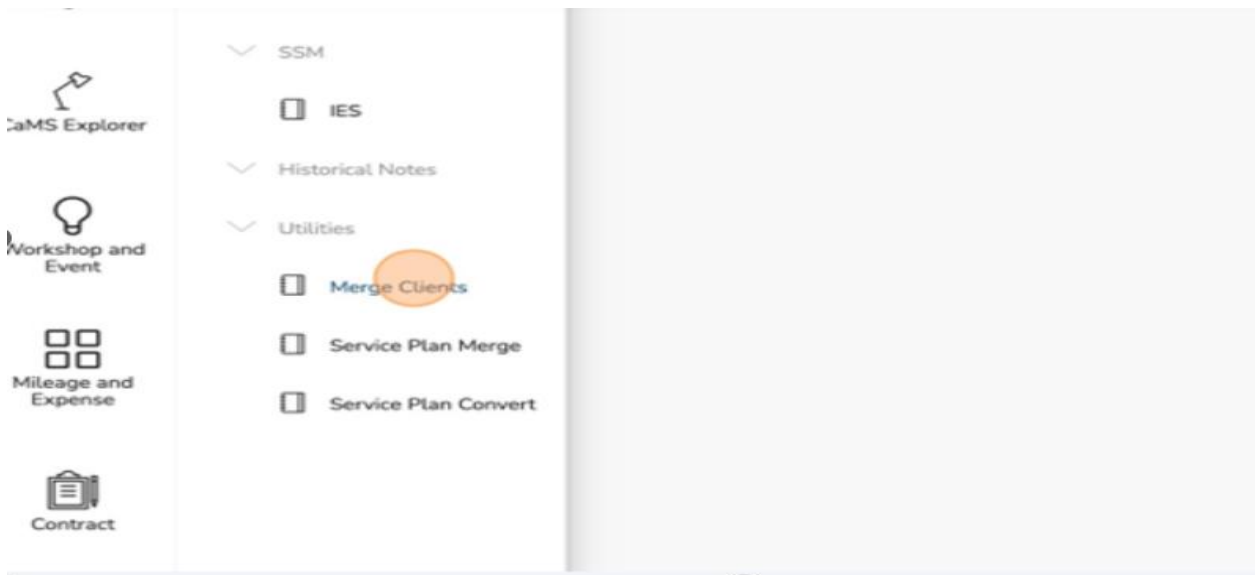 CaMS Explorer
Workshop and
Event
Mileage and
Expense
Contract
SSM
IES
Historical Notes
Utilities
Merge Clients
Service Plan Merge
Service Plan Convert